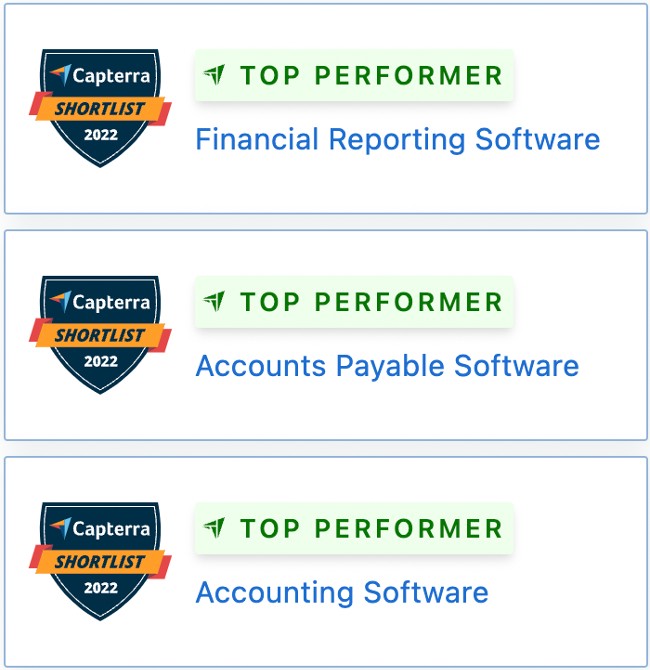 Capterra
SHORTLIST
2022
TOP PERFORMER
Financial Reporting Software
Capterra
SHORTLIST
2022
TOP PERFORMER
Accounts Payable Software
Capterra
SHORTLIST
2022
TOP PERFORMER
Accounting Software